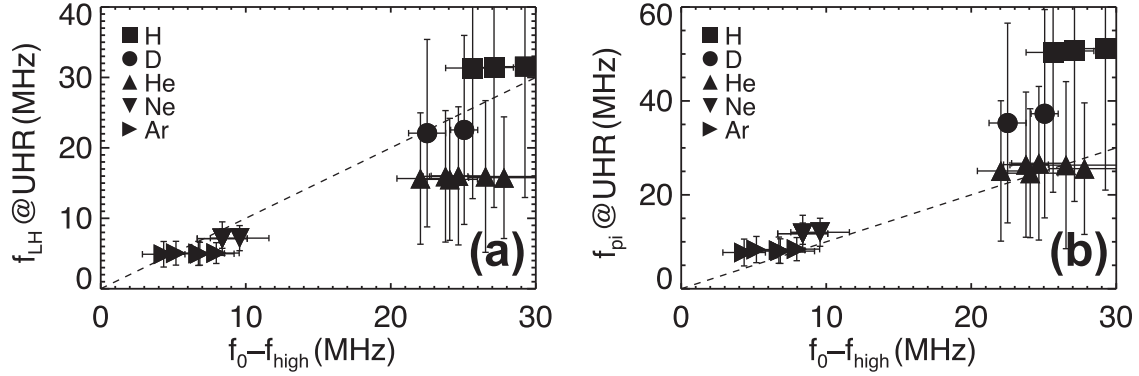 40
30
20
10
0
f_LH @UHR (MHz)
H
D
He
Ne
Ar
(a)
0 10 20 30
f_0–f_high (MHz)
60
40
20
0
f_pi @UHR (MHz)
H
D
He
Ne
Ar
(b)
0 10 20 30
f_0–f_high (MHz)